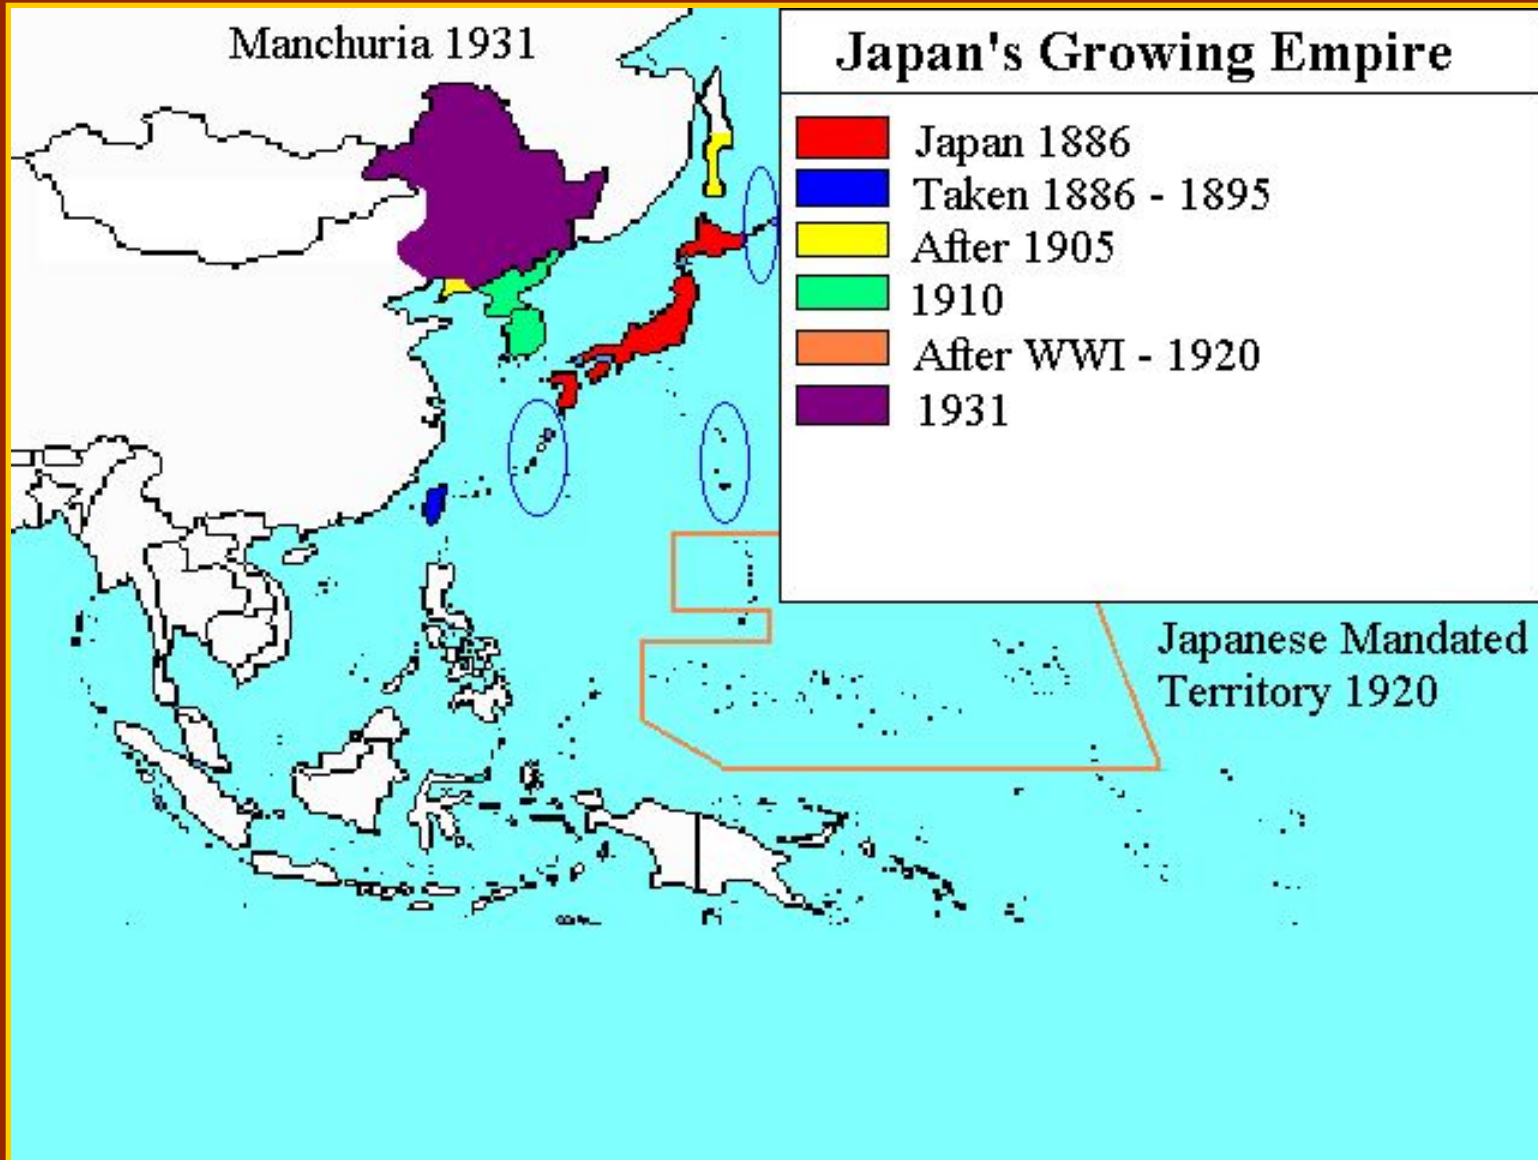 Manchuria 1931
Japan's Growing Empire
Japan 1886
Taken 1886 - 1895
After 1905
1910
After WWI - 1920
1931
Japanese Mandated
Territory 1920